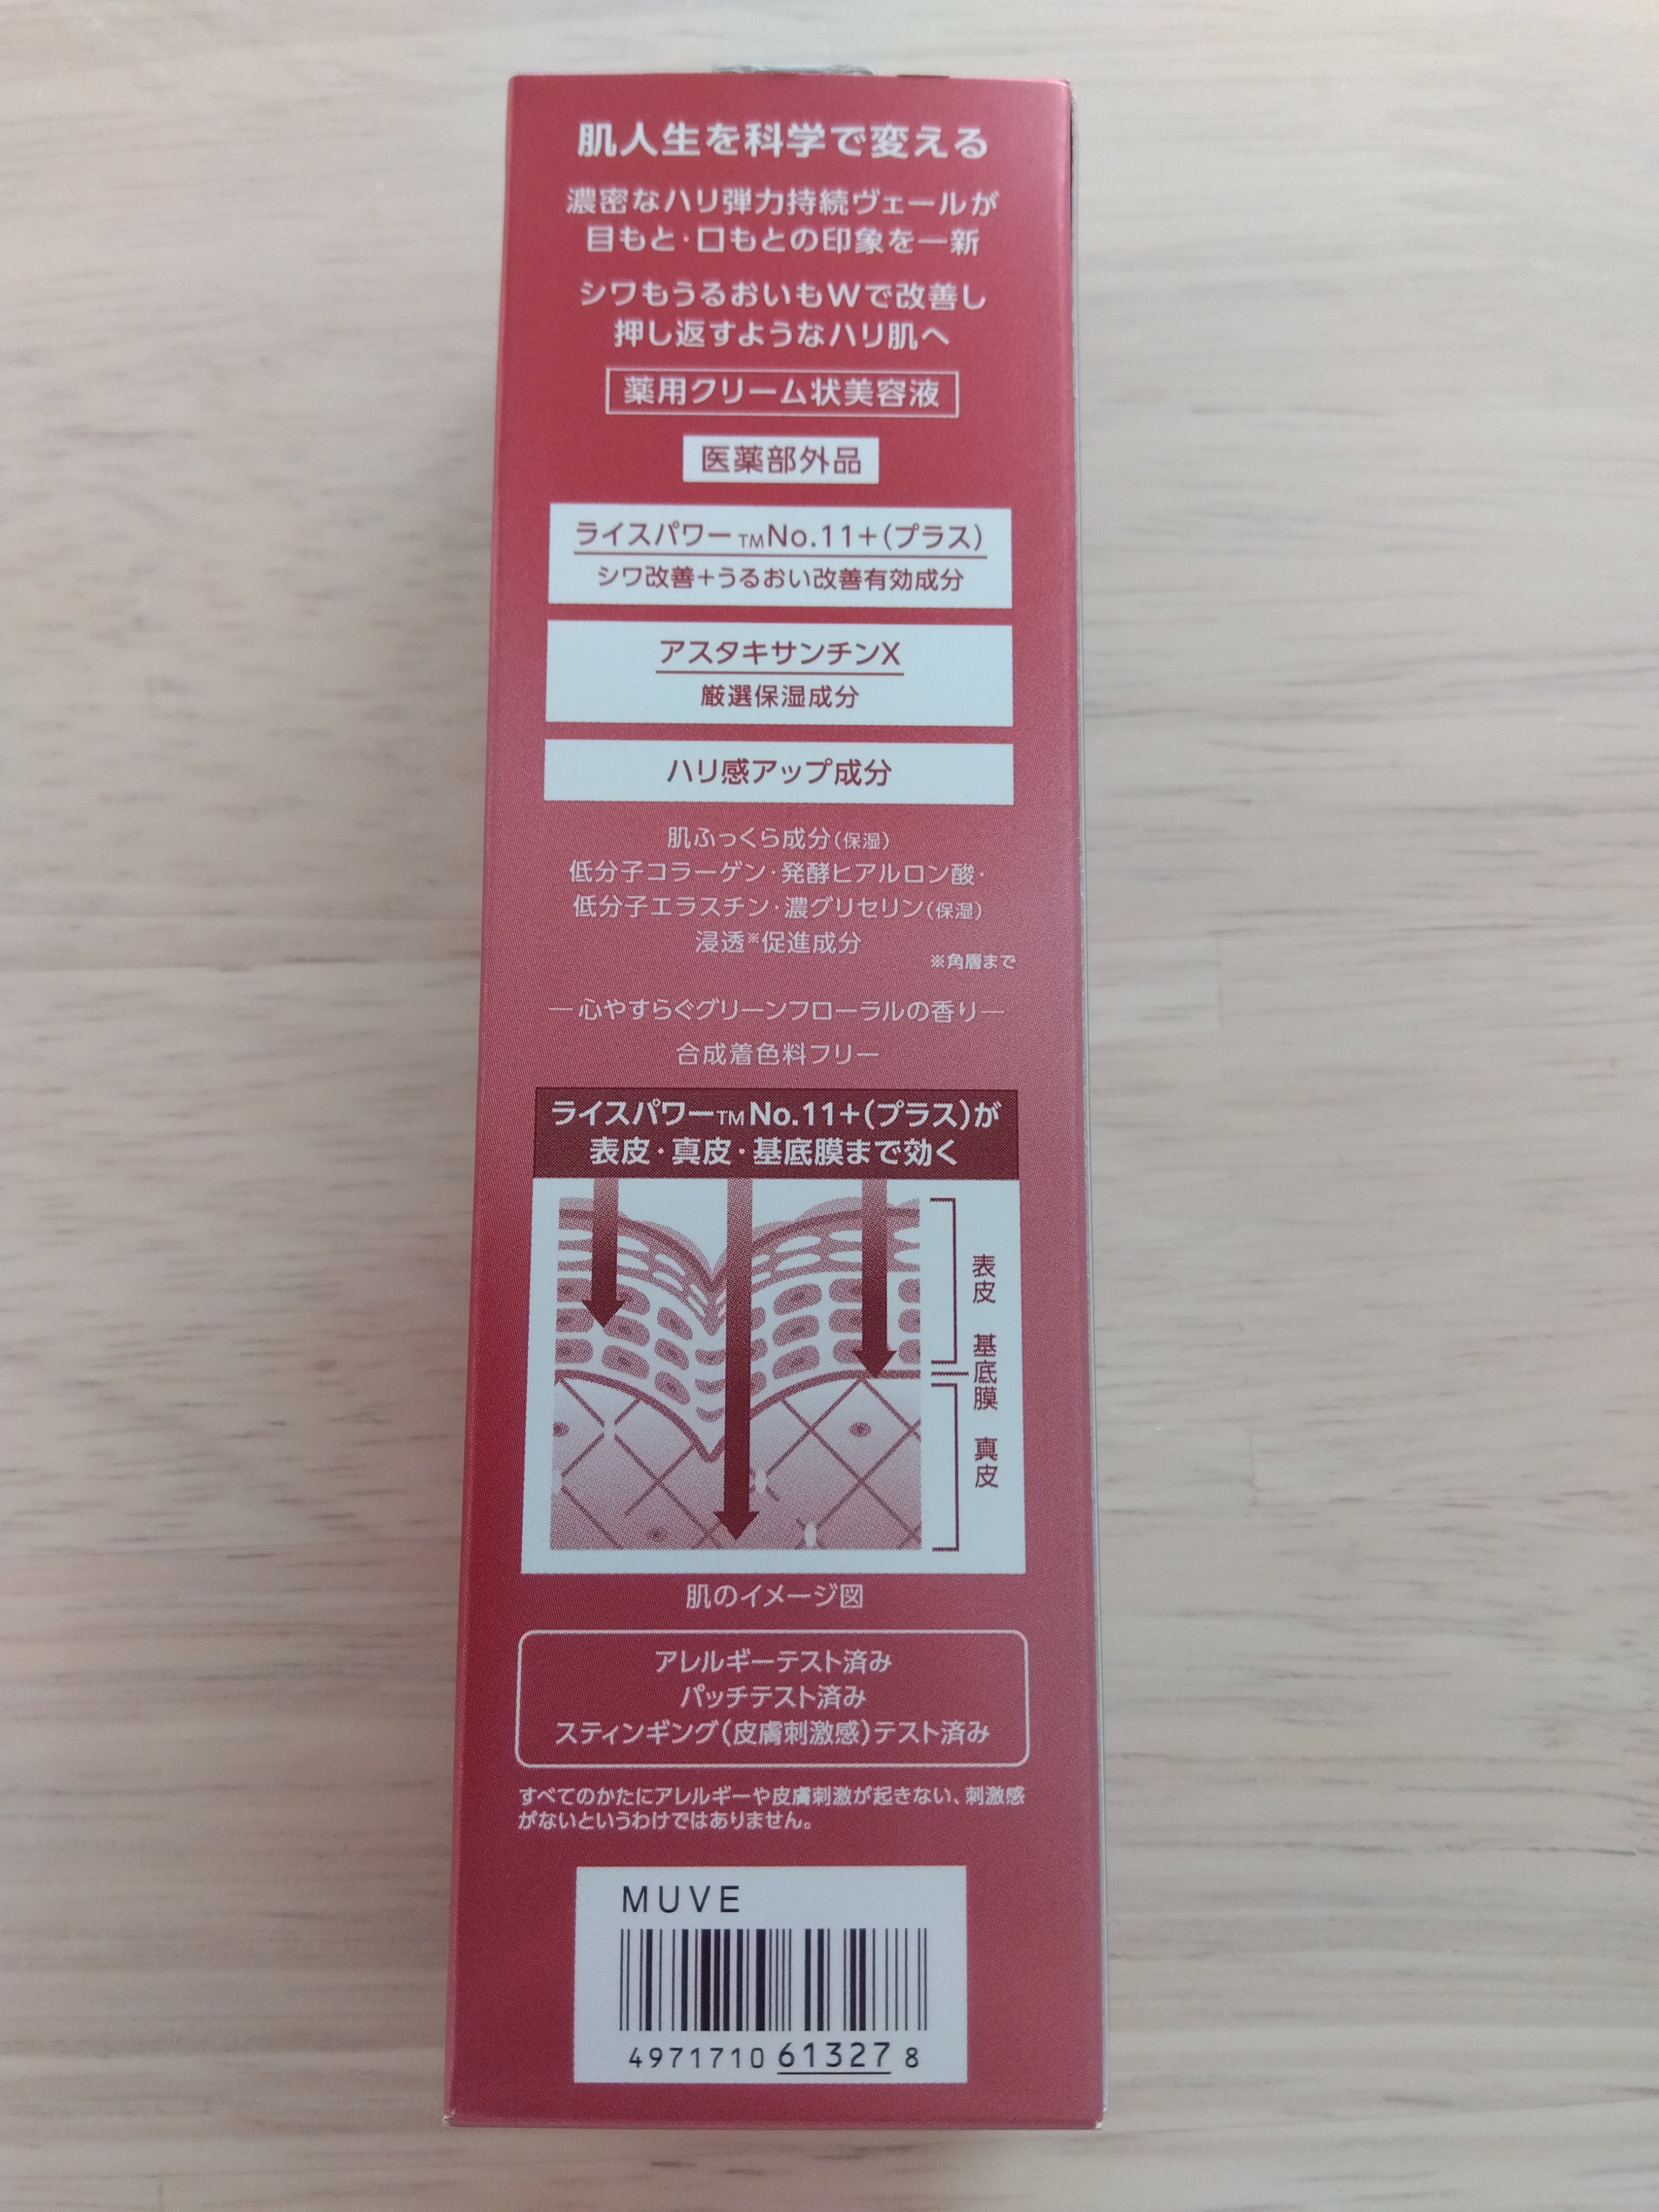 肌人生を科学で変える
濃密なハリ弾力持続ヴェールが
目もと・口もとの印象を一新
シワもうるおいもWで改善し
押し返すようなハリ肌へ
薬用クリーム状美容液
医薬部外品
ライスパワー™No.11+(プラス)
シワ改善+うるおい改善有効成分
アスタキサンチンX
厳選保湿成分
ハリ感アップ成分
肌ふっくら成分(保湿)
低分子コラーゲン・発酵ヒアルロン酸・
低分子エラスチン・濃グリセリン(保湿)
浸透※促進成分
※角層まで
―心やすらぐグリーンフローラルの香り―
合成着色料フリー
ライスパワー™No.11+(プラス)が
表皮・真皮・基底膜まで効く
表皮
基底膜
真皮
肌のイメージ図
アレルギーテスト済み
パッチテスト済み
スティンギング(皮膚刺激感)テスト済み
すべてのかたにアレルギーや皮膚刺激が起きない、刺激感
がないというわけではありません。
MUVE
4971710 61327 8